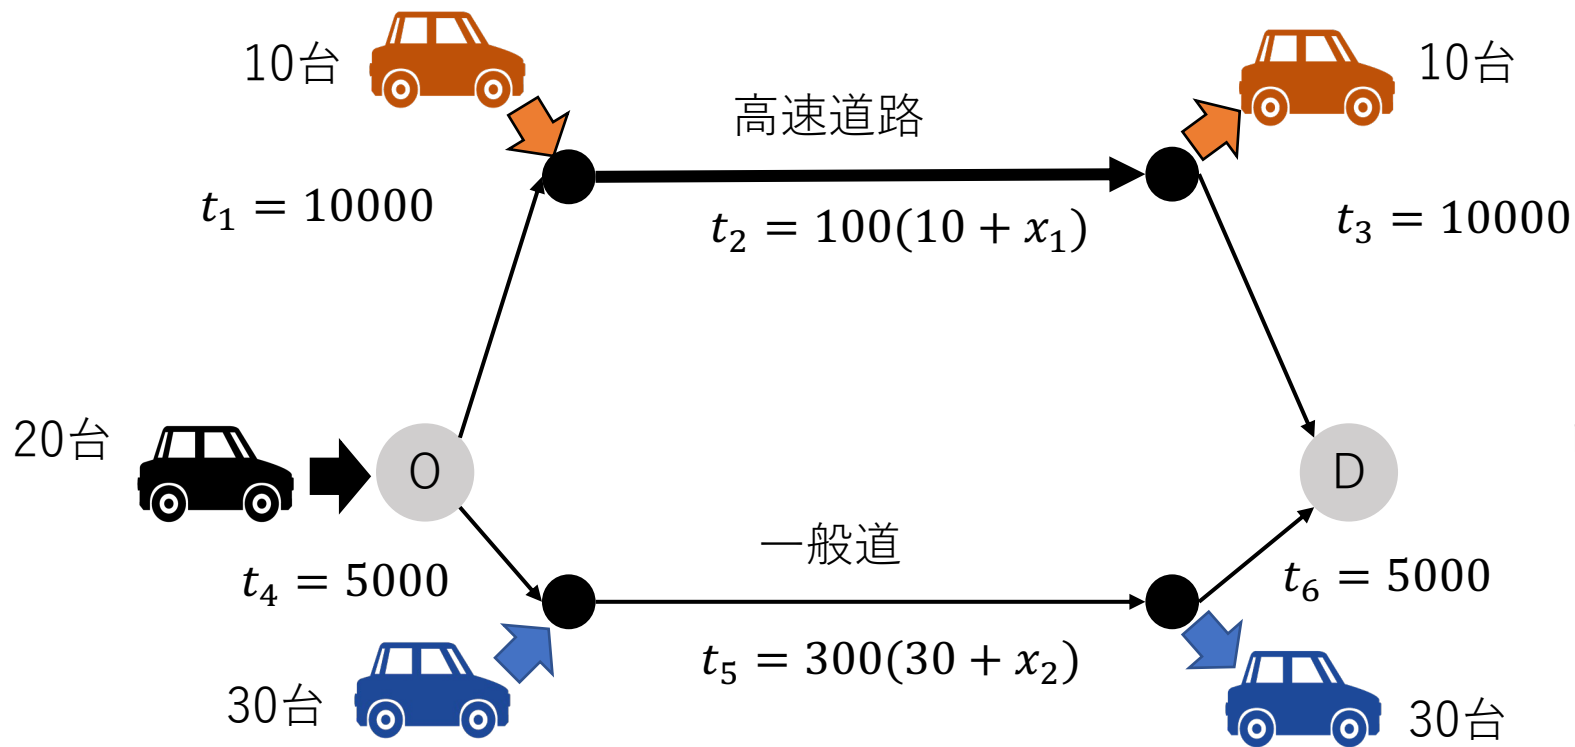 10台
10台
高速道路
t₁ = 10000
t₂ = 100(10 + x₁)
t₃ = 10000
20台
O
D
一般道
t₄ = 5000
t₆ = 5000
t₅ = 300(30 + x₂)
30台
30台